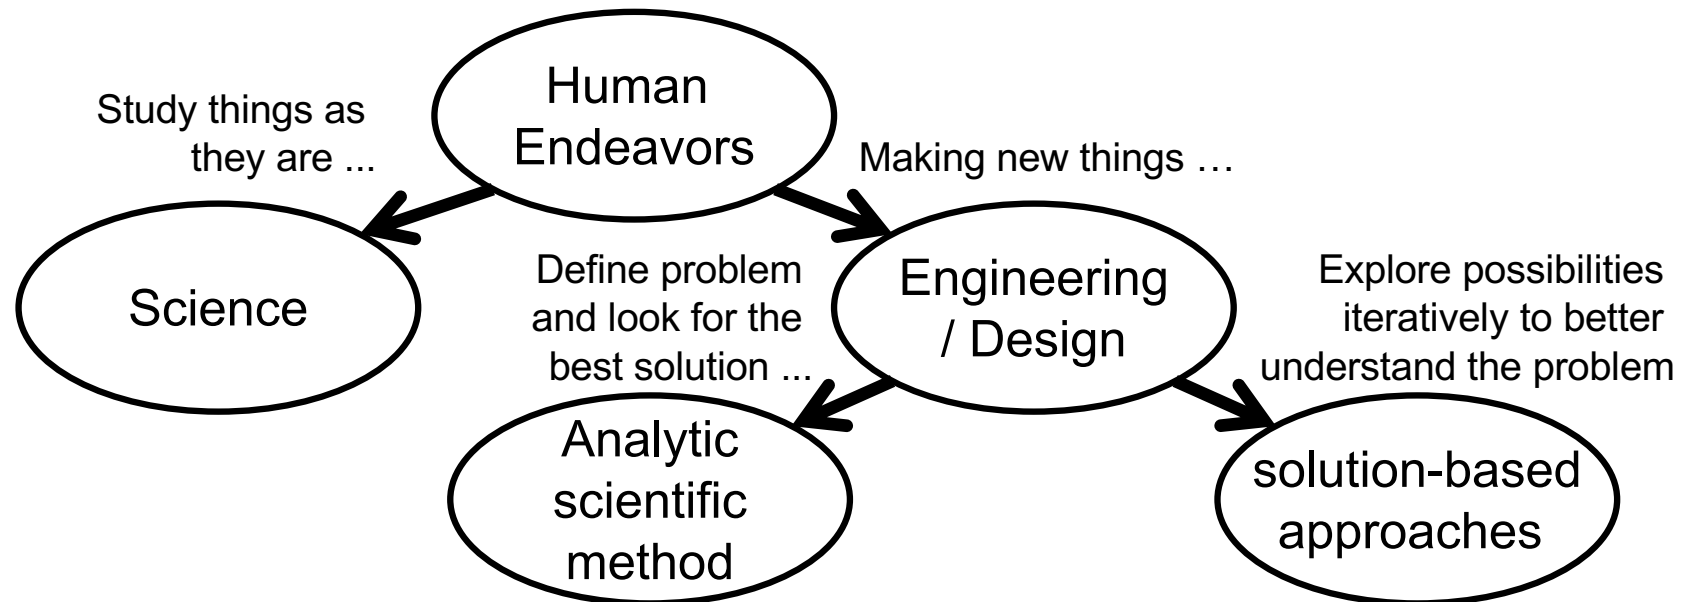 Human
Endeavors
Study things as
they are ...
Making new things …
Science
Engineering
/ Design
Define problem
and look for the
best solution ...
Explore possibilities
iteratively to better
understand the problem
Analytic
scientific
method
solution-based
approaches